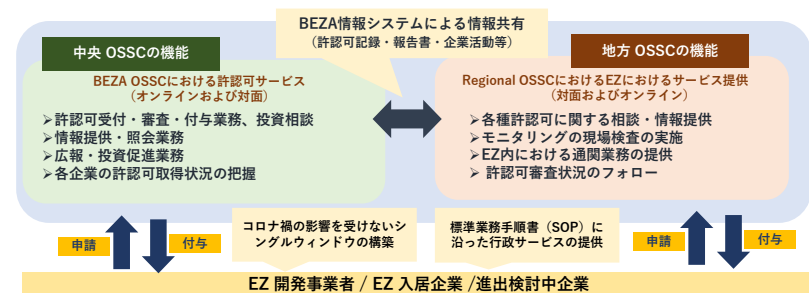 BEZA情報システムによる情報共有
（許認可記録・報告書・企業活動等）
中央 OSSCの機能
地方 OSSCの機能
BEZA OSSCにおける許認可サービス
（オンラインおよび対面）
➢許認可受付・審査・付与業務、投資相談
➢情報提供・照会業務
➢広報・投資促進業務
➢各企業の許認可取得状況の把握
Regional OSSCにおけるEZにおけるサービス提供
（対面およびオンライン）
➢各種許認可に関する相談・情報提供
➢モニタリングの現場検査の実施
➢EZ内における通関業務の提供
➢ 許認可審査状況のフォロー
申請
付与
コロナ禍の影響を受けないシ
ングルウィンドウの構築
標準業務手順書（SOP）に
沿った行政サービスの提供
申請
付与
EZ 開発事業者 / EZ 入居企業 /進出検討中企業